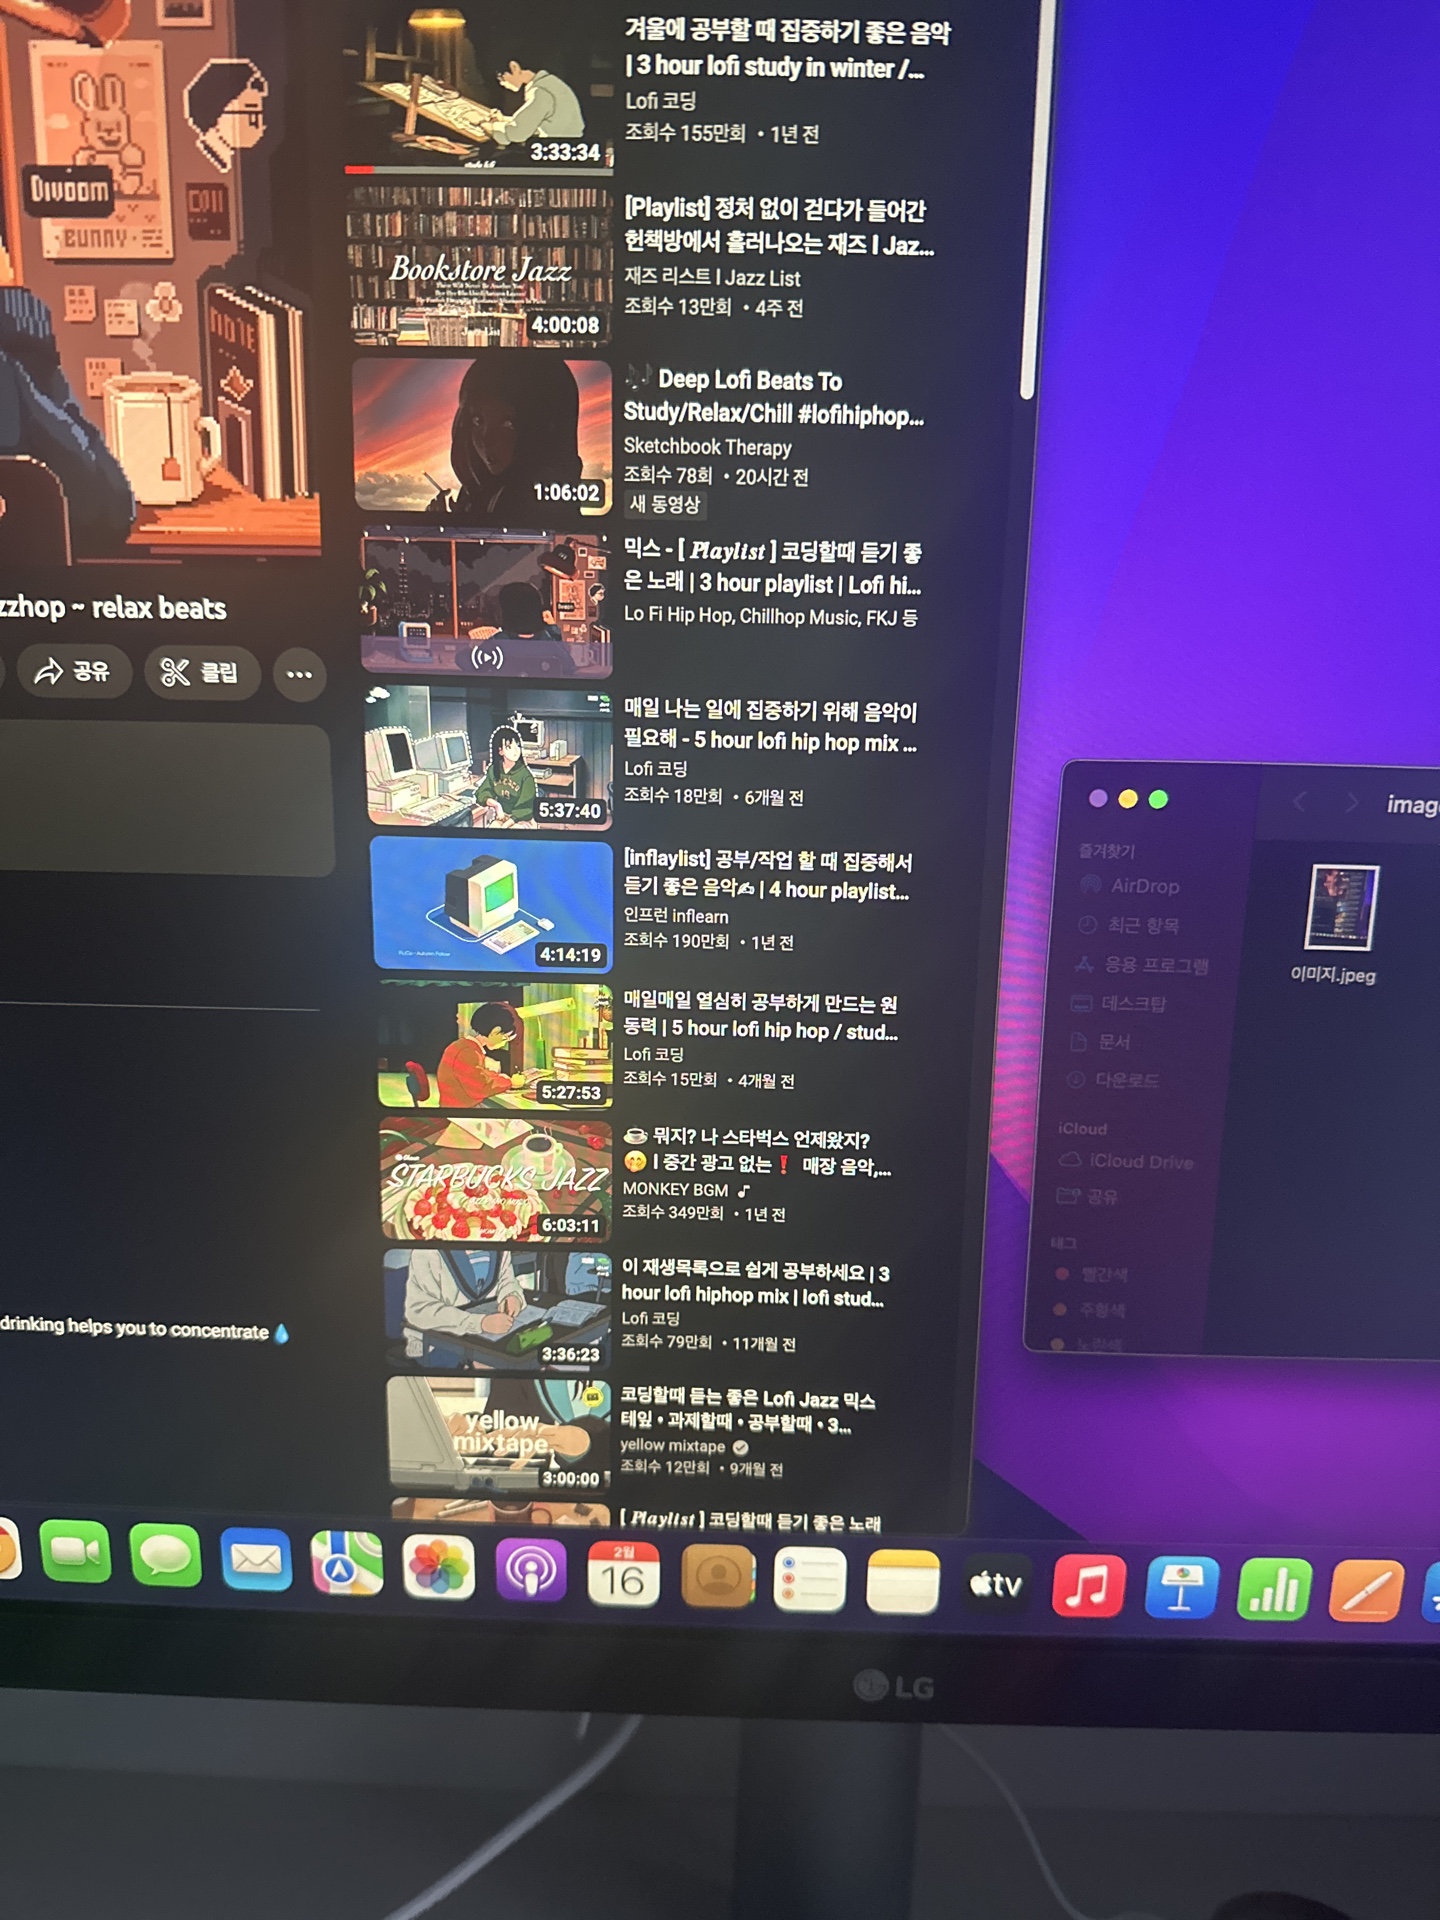 Divoom
BUNNY
NOTE
zzhop ~ relax beats
공유
클립
drinking helps you to concentrate💧
3:33:34
겨울에 공부할 때 집중하기 좋은 음악
| 3 hour lofi study in winter /...
Lofi 코딩
조회수 155만회 • 1년 전
Bookstore Jazz
4:00:08
[Playlist] 정처 없이 걷다가 들어간
헌책방에서 흘러나오는 재즈 l Jaz...
재즈 리스트 l Jazz List
조회수 13만회 • 4주 전
1:06:02
🎶 Deep Lofi Beats To
Study/Relax/Chill #lofihiphop...
Sketchbook Therapy
조회수 78회 • 20시간 전
새 동영상
믹스 - [ Playlist ] 코딩할때 듣기 좋
은 노래 | 3 hour playlist | Lofi hi...
Lo Fi Hip Hop, Chillhop Music, FKJ 등
5:37:40
매일 나는 일에 집중하기 위해 음악이
필요해 - 5 hour lofi hip hop mix ...
Lofi 코딩
조회수 18만회 • 6개월 전
4:14:19
[inflaylist] 공부/작업 할 때 집중해서
듣기 좋은 음악✍ | 4 hour playlist...
인프런 inflearn
조회수 190만회 • 1년 전
5:27:53
매일매일 열심히 공부하게 만드는 원
동력 | 5 hour lofi hip hop / stud...
Lofi 코딩
조회수 15만회 • 4개월 전
STARBUCKS JAZZ
6:03:11
☕ 뭐지? 나 스타벅스 언제왔지?
🤭 l 중간 광고 없는❗ 매장 음악,...
MONKEY BGM ♪
조회수 349만회 • 1년 전
3:36:23
이 재생목록으로 쉽게 공부하세요 | 3
hour lofi hiphop mix | lofi stud...
Lofi 코딩
조회수 79만회 • 11개월 전
yellow
mixtape.
3:00:00
코딩할때 듣는 좋은 Lofi Jazz 믹스
테잎 • 과제할때 • 공부할때 • 3...
yellow mixtape
조회수 12만회 • 9개월 전
[ Playlist ] 코딩할때 듣기 좋은 노래
imag
즐겨찾기
AirDrop
최근 항목
응용 프로그램
데스크탑
문서
다운로드
iCloud
iCloud Drive
공유
태그
빨간색
주황색
노란색
이미지.jpeg
2월
16
tv
LG